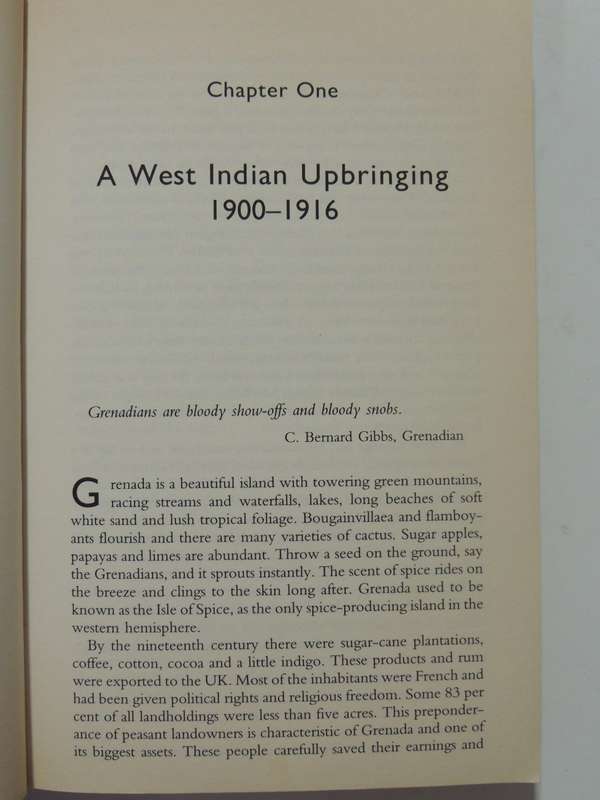 Chapter One
A West Indian Upbringing
1900–1916
Grenadians are bloody show-offs and bloody snobs.
C. Bernard Gibbs, Grenadian
Grenada is a beautiful island with towering green mountains,
racing streams and waterfalls, lakes, long beaches of soft
white sand and lush tropical foliage. Bougainvillaea and flamboy-
ants flourish and there are many varieties of cactus. Sugar apples,
papayas and limes are abundant. Throw a seed on the ground, say
the Grenadians, and it sprouts instantly. The scent of spice rides on
the breeze and clings to the skin long after. Grenada used to be
known as the Isle of Spice, as the only spice-producing island in the
western hemisphere.
By the nineteenth century there were sugar-cane plantations,
coffee, cotton, cocoa and a little indigo. These products and rum
were exported to the UK. Most of the inhabitants were French and
had been given political rights and religious freedom. Some 83 per
cent of all landholdings were less than five acres. This preponder-
ance of peasant landowners is characteristic of Grenada and one of
its biggest assets. These people carefully saved their earnings and